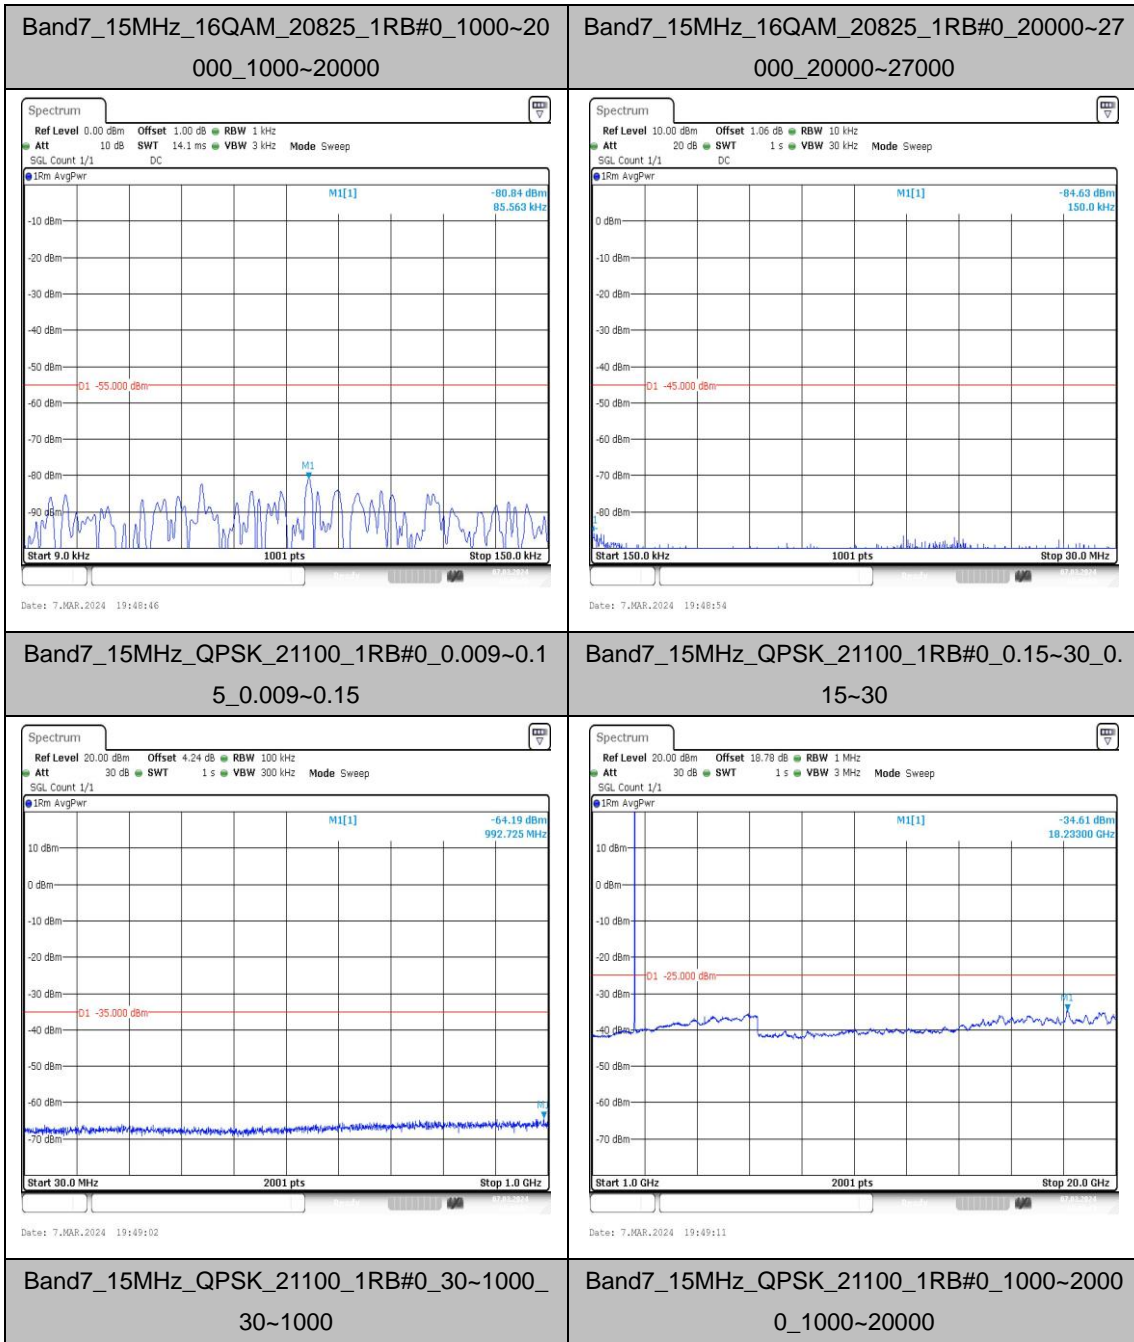 Band7_15MHz_16QAM_20825_1RB#0_1000~20
000_1000~20000
Band7_15MHz_16QAM_20825_1RB#0_20000~27
000_20000~27000
Spectrum
Ref Level 0.00 dBm Offset 1.00 dB RBW 1 kHz
Att 10 dB SWT 14.1 ms VBW 3 kHz Mode Sweep
SGL Count 1/1 DC
1Rm AvgPwr
M1[1] -80.84 dBm
85.563 kHz
-10 dBm
-20 dBm
-30 dBm
-40 dBm
-50 dBm
D1 -55.000 dBm
-60 dBm
-70 dBm
M1
-80 dBm
-90 dBm
Start 9.0 kHz 1001 pts Stop 150.0 kHz
Date: 7.MAR.2024 19:48:46
Spectrum
Ref Level 10.00 dBm Offset 1.06 dB RBW 10 kHz
Att 20 dB SWT 1 s VBW 30 kHz Mode Sweep
SGL Count 1/1 DC
1Rm AvgPwr
M1[1] -84.63 dBm
150.0 kHz
0 dBm
-10 dBm
-20 dBm
-30 dBm
-40 dBm
D1 -45.000 dBm
-50 dBm
-60 dBm
-70 dBm
-80 dBm
Start 150.0 kHz 1001 pts Stop 30.0 MHz
Date: 7.MAR.2024 19:48:54
Band7_15MHz_QPSK_21100_1RB#0_0.009~0.1
5_0.009~0.15
Band7_15MHz_QPSK_21100_1RB#0_0.15~30_0.
15~30
Spectrum
Ref Level 20.00 dBm Offset 4.24 dB RBW 100 kHz
Att 30 dB SWT 1 s VBW 300 kHz Mode Sweep
SGL Count 1/1
1Rm AvgPwr
M1[1] -64.19 dBm
992.725 MHz
10 dBm
0 dBm
-10 dBm
-20 dBm
-30 dBm
D1 -35.000 dBm
-40 dBm
-50 dBm
-60 dBm
-70 dBm
Start 30.0 MHz 2001 pts Stop 1.0 GHz
Date: 7.MAR.2024 19:49:02
Spectrum
Ref Level 20.00 dBm Offset 18.78 dB RBW 1 MHz
Att 30 dB SWT 1 s VBW 3 MHz Mode Sweep
SGL Count 1/1
1Rm AvgPwr
M1[1] -34.61 dBm
18.23300 GHz
10 dBm
0 dBm
-10 dBm
-20 dBm
D1 -25.000 dBm
-30 dBm
M1
-40 dBm
-50 dBm
-60 dBm
-70 dBm
Start 1.0 GHz 2001 pts Stop 20.0 GHz
Date: 7.MAR.2024 19:49:11
Band7_15MHz_QPSK_21100_1RB#0_30~1000_
30~1000
Band7_15MHz_QPSK_21100_1RB#0_1000~2000
0_1000~20000